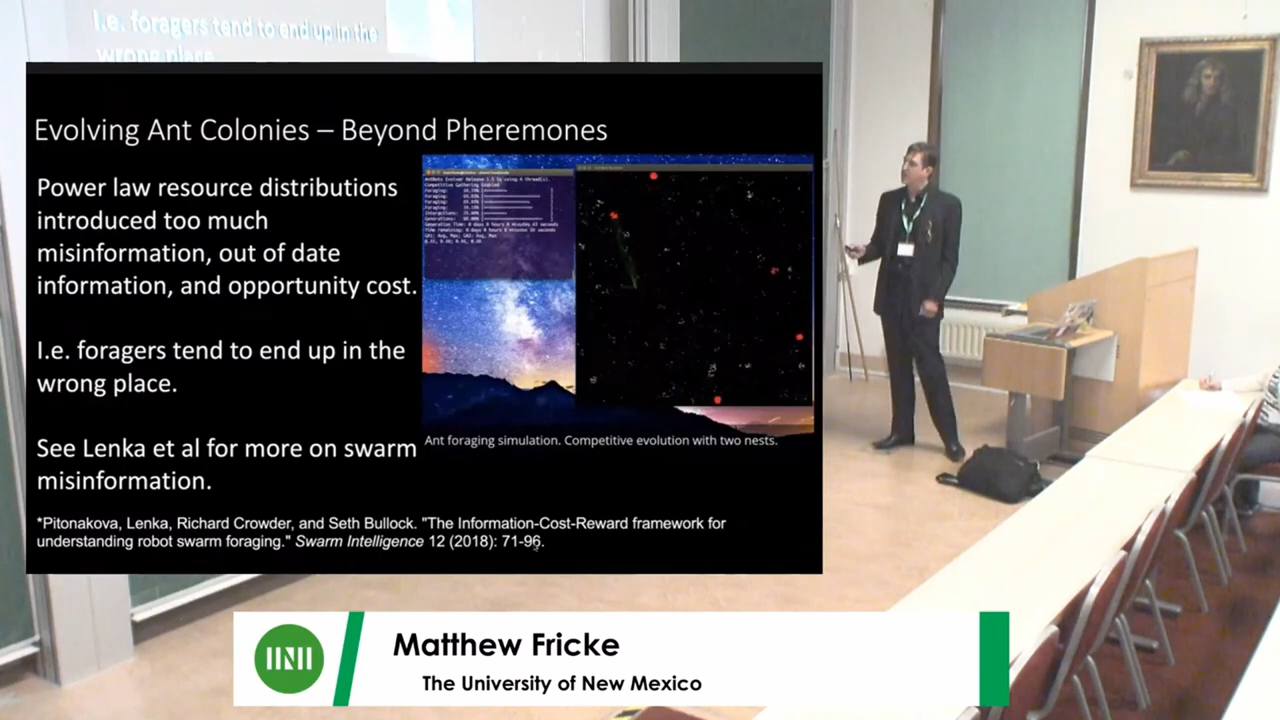 I.e. foragers tend to end up in the
wrong place.
Evolving Ant Colonies – Beyond Pheremones
Power law resource distributions
introduced too much
misinformation, out of date
information, and opportunity cost.
I.e. foragers tend to end up in the
wrong place.
See Lenka et al for more on swarm
misinformation.
Ant foraging simulation. Competitive evolution with two nests.
*Pitonakova, Lenka, Richard Crowder, and Seth Bullock. "The Information-Cost-Reward framework for
understanding robot swarm foraging." Swarm Intelligence 12 (2018): 71-96.
Matthew Fricke
The University of New Mexico